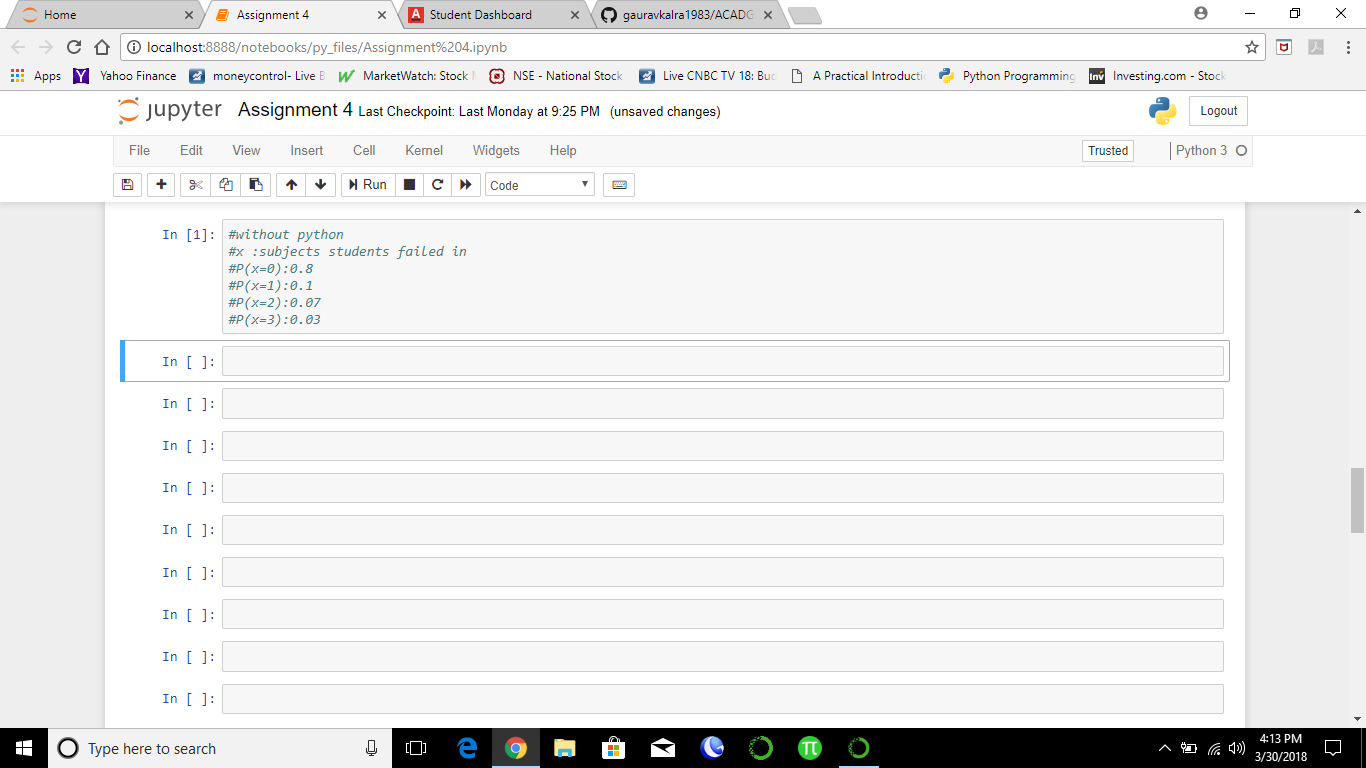 Home
Assignment 4
Student Dashboard
gauravkalra1983/ACADG
localhost:8888/notebooks/py_files/Assignment%204.ipynb
Apps
Yahoo Finance
moneycontrol- Live B
MarketWatch: Stock
NSE - National Stock
Live CNBC TV 18: Bu
A Practical Introducti
Python Programming
Investing.com - Stock
jupyter Assignment 4 Last Checkpoint: Last Monday at 9:25 PM (unsaved changes)
Logout
File Edit View Insert Cell Kernel Widgets Help
Trusted
Python 3
Run
Code
In [1]:
#without python
#x :subjects students failed in
#P(x=0):0.8
#P(x=1):0.1
#P(x=2):0.07
#P(x=3):0.03
In [ ]:
In [ ]:
In [ ]:
In [ ]:
In [ ]:
In [ ]:
In [ ]:
In [ ]:
In [ ]:
Type here to search
4:13 PM
3/30/2018